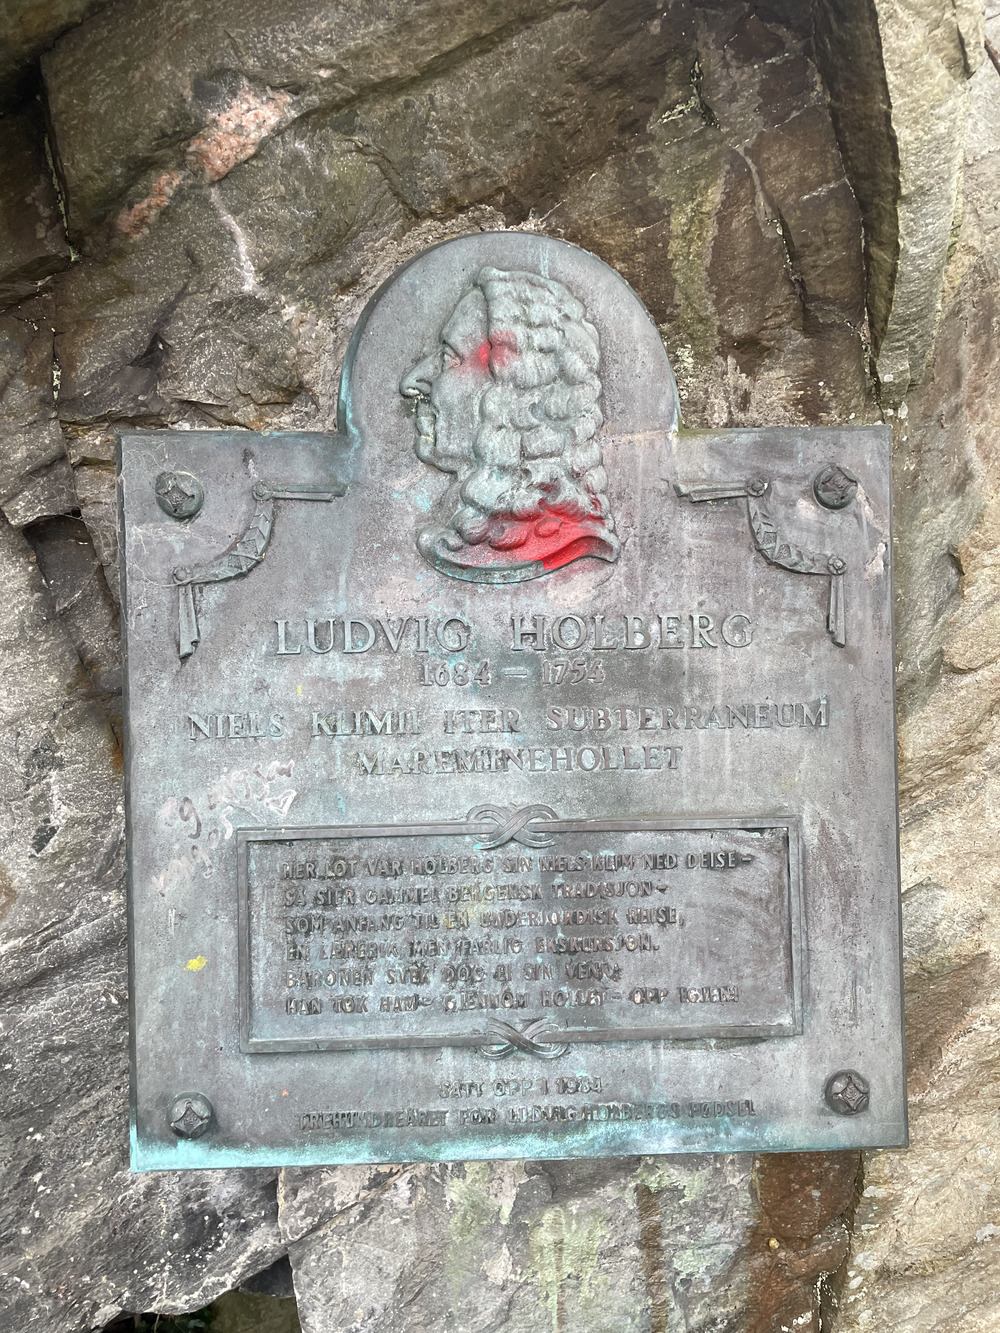 LUDVIG HOLBERG
1684 – 1754
NIELS KLIMII ITER SUBTERRANEUM
MAREMINEHOLLET
HER LOT VAR HOLBERG SIN NIELS KLIM NED DEISE –
SÅ SIER GAMMEL BERGENSK TRADISJON –
SOM ANFANG TIL EN UNDERJORDISK REISE,
EN LÆRERIK MEN FARLIG EKSKURSJON.
BARONEN SVEK DOG EI SIN VENN:
HAN TOK HAM – GJENNOM HOLLET – OPP IGJEN!
SATT OPP I 1984
TREHUNDREÅRET FOR LUDVIG HOLBERGS FØDSEL